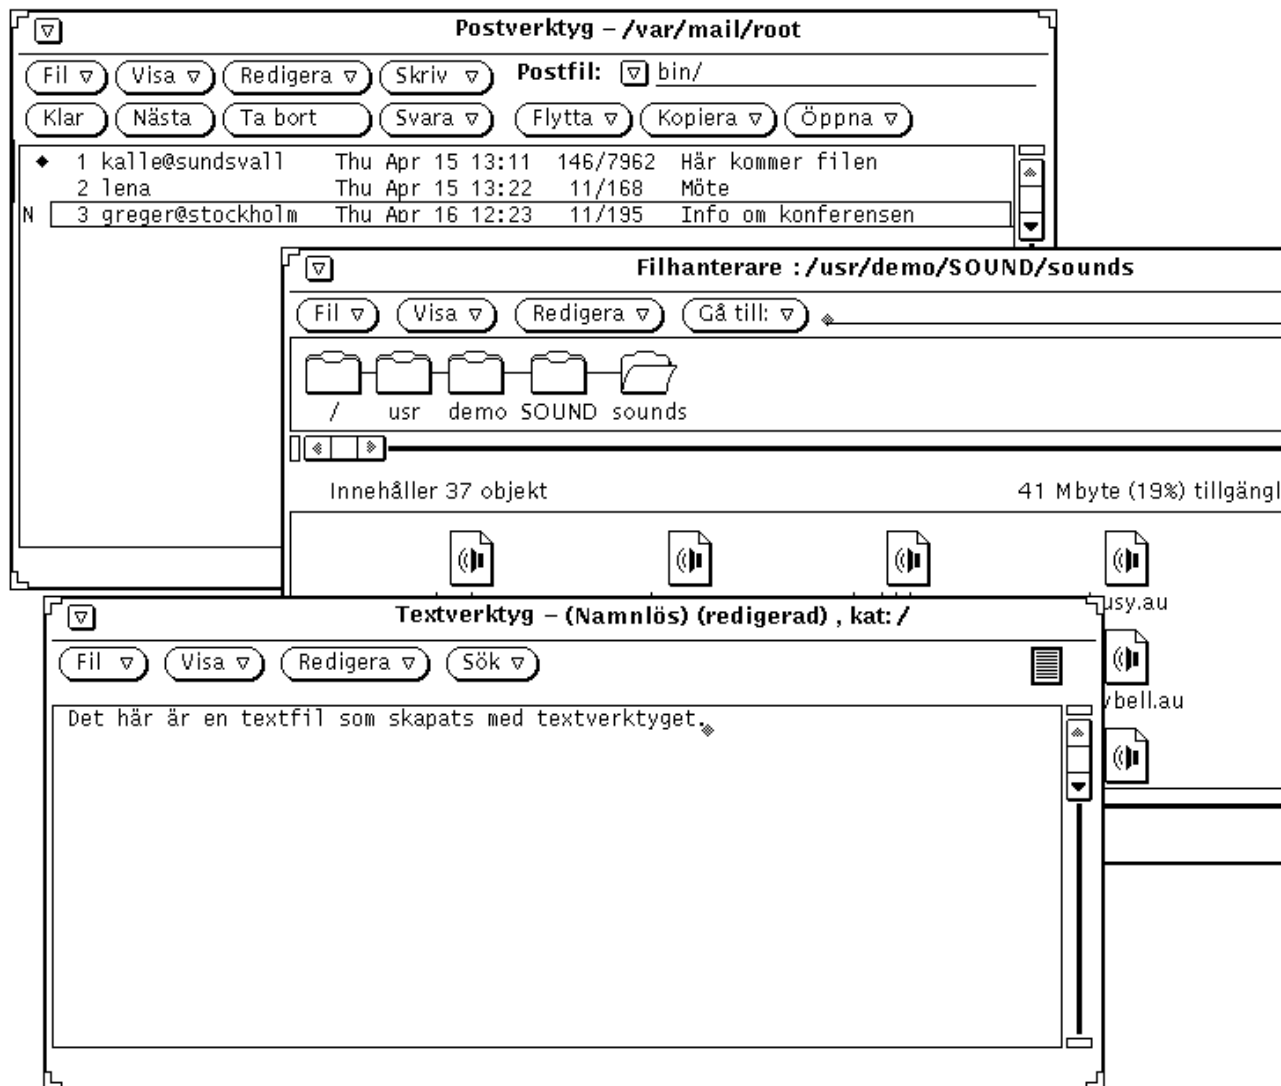 Postverktyg – /var/mail/root
Fil Visa Redigera Skriv Postfil: bin/
Klar Nästa Ta bort Svara Flytta Kopiera Öppna
1 kalle@sundsvall Thu Apr 15 13:11 146/7962 Här kommer filen
2 lena Thu Apr 15 13:22 11/168 Möte
N 3 greger@stockholm Thu Apr 16 12:23 11/195 Info om konferensen
Filhanterare : /usr/demo/SOUND/sounds
Fil Visa Redigera Gå till:
/ usr demo SOUND sounds
Innehåller 37 objekt 41 Mbyte (19%) tillgängl
usy.au
bell.au
Textverktyg – (Namnlös) (redigerad) , kat: /
Fil Visa Redigera Sök
Det här är en textfil som skapats med textverktyget.